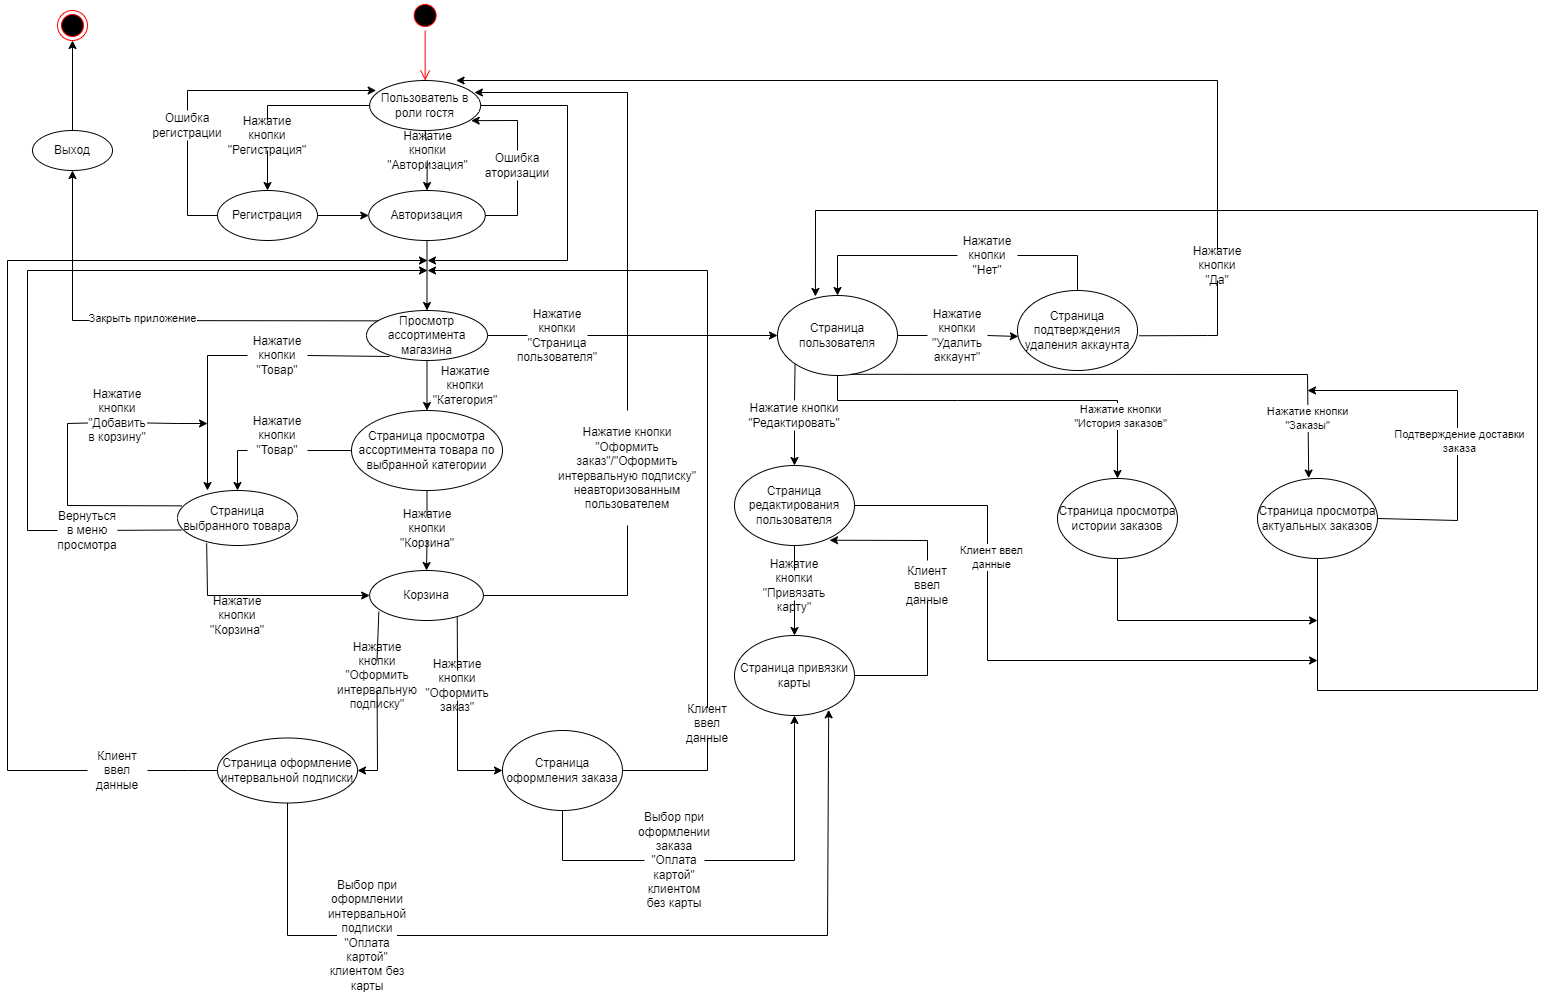 Пользователь в
роли гостя
Ошибка
регистрации
Нажатие
кнопки
"Регистрация"
Нажатие
кнопки
"Авторизация"
Ошибка
аторизации
Выход
Регистрация
Авторизация
Закрыть приложение
Просмотр
ассортимента
магазина
Нажатие
кнопки
"Страница
пользователя"
Страница
пользователя
Нажатие
кнопки
"Нет"
Нажатие
кнопки
"Удалить
аккаунт"
Страница
подтверждения
удаления аккаунта
Нажатие
кнопки
"Да"
Нажатие
кнопки
"Товар"
Нажатие
кнопки
"Категория"
Нажатие
кнопки
"Добавить
в корзину"
Нажатие
кнопки
"Товар"
Страница просмотра
ассортимента товара по
выбранной категории
Нажатие кнопки
"Оформить
заказ"/"Оформить
интервальную подписку"
неавторизованным
пользователем
Нажатие кнопки
"Редактировать"
Нажатие кнопки
"История заказов"
Нажатие кнопки
"Заказы"
Подтверждение доставки
заказа
Страница
выбранного товара
Вернуться
в меню
просмотра
Нажатие
кнопки
"Корзина"
Страница
редактирования
пользователя
Страница просмотра
истории заказов
Страница просмотра
актуальных заказов
Клиент ввел
данные
Нажатие
кнопки
"Корзина"
Корзина
Нажатие
кнопки
"Привязать
карту"
Клиент
ввел
данные
Нажатие
кнопки
"Оформить
интервальную
подписку"
Нажатие
кнопки
"Оформить
заказ"
Страница привязки
карты
Клиент
ввел
данные
Клиент
ввел
данные
Страница оформление
интервальной подписки
Страница
оформления заказа
Выбор при
оформлении
заказа
"Оплата
картой"
клиентом
без карты
Выбор при
оформлении
интервальной
подписки
"Оплата
картой"
клиентом без
карты